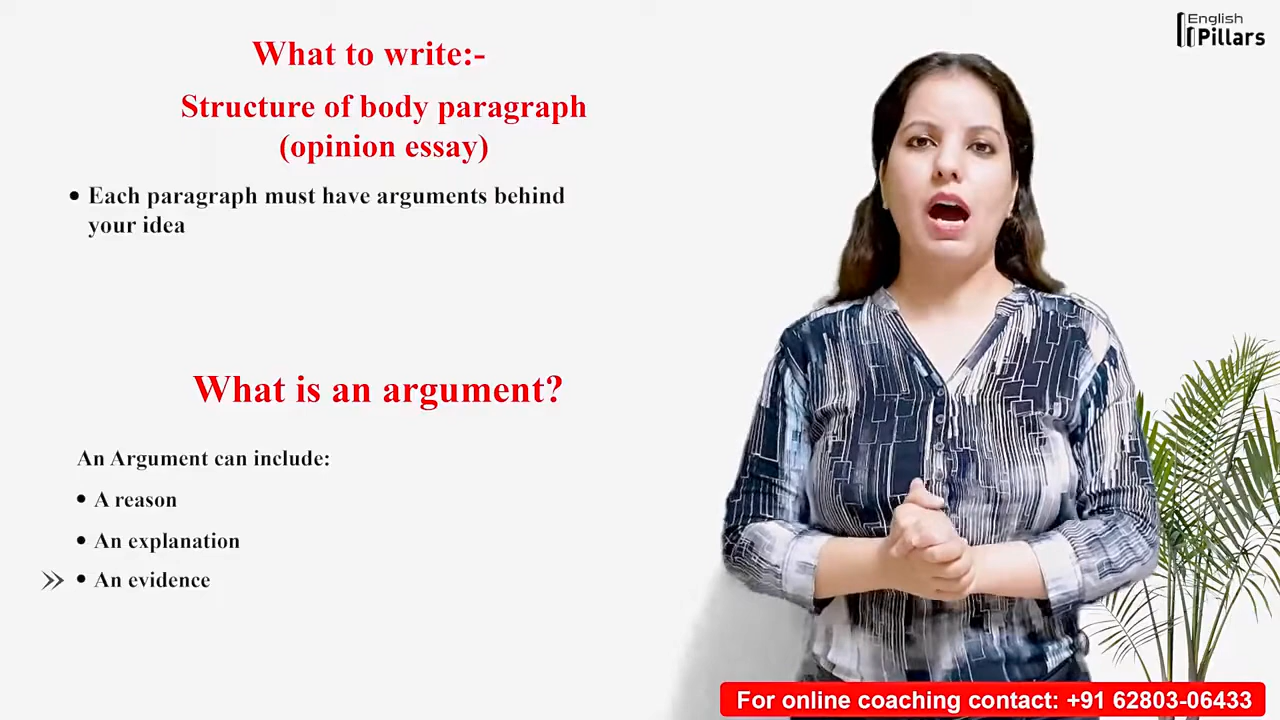 English
Pillars
What to write:-
Structure of body paragraph
(opinion essay)
• Each paragraph must have arguments behind
your idea
What is an argument?
An Argument can include:
• A reason
• An explanation
• An evidence
For online coaching contact: +91 62803-06433